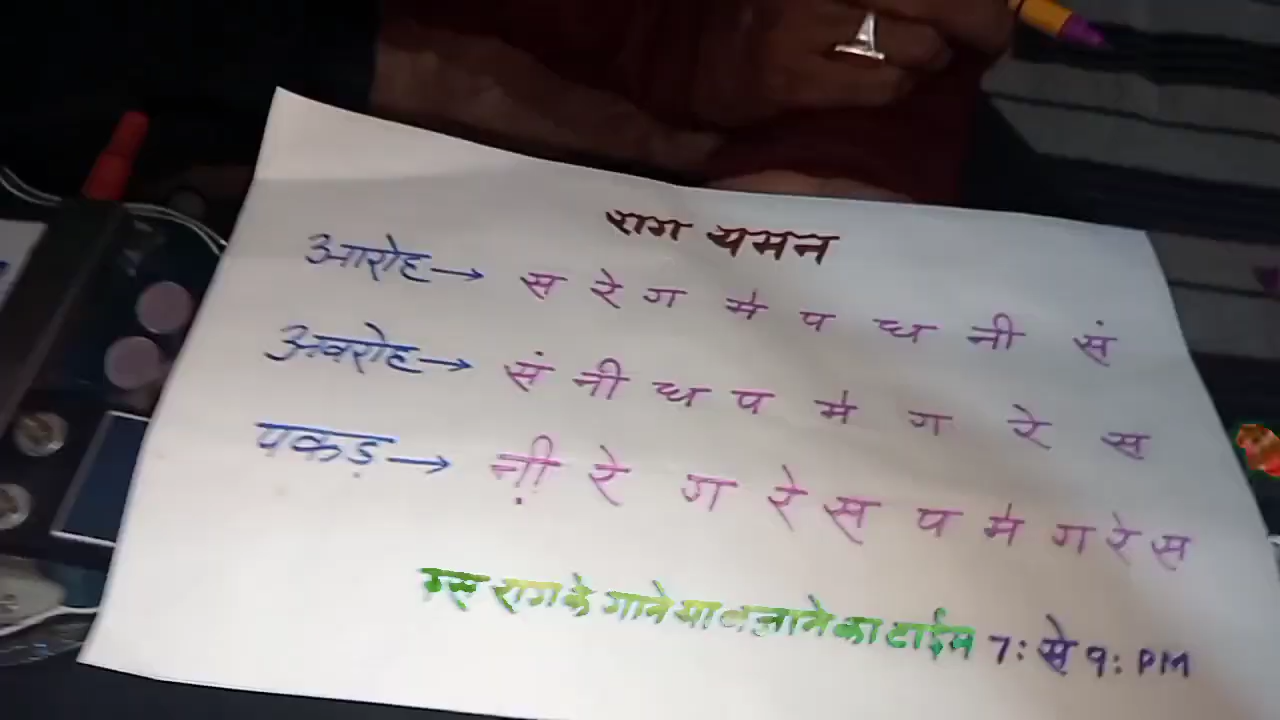 राग यमन
आरोह→ स रे ग मे प ध नी सं
अवरोह→ सं नी ध प मे ग रे स
पकड़→ ऩी रे ग रे स प मे ग रे स
इस राग के गाने या बजाने का टाईम 7: से 9: PM